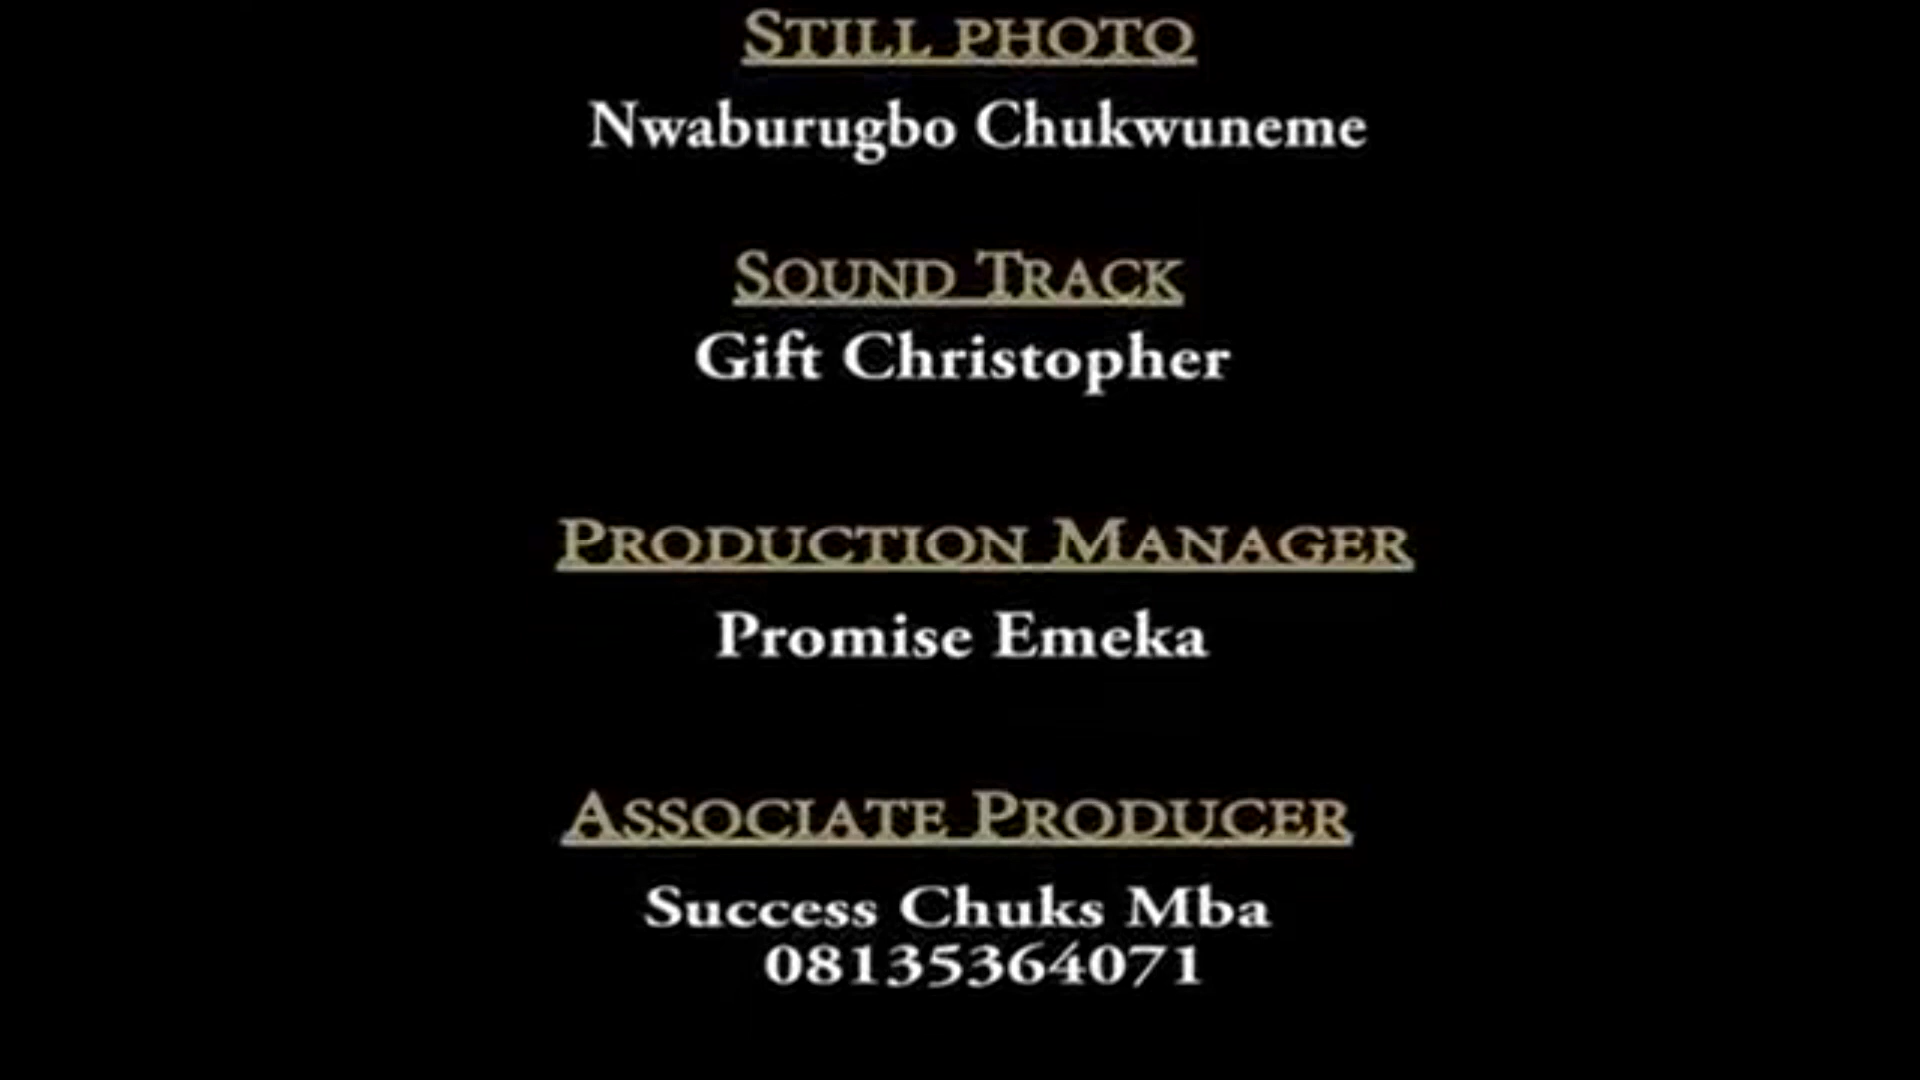 STILL PHOTO
Nwaburugbo Chukwuneme
SOUND TRACK
Gift Christopher
PRODUCTION MANAGER
Promise Emeka
ASSOCIATE PRODUCER
Success Chuks Mba
08135364071